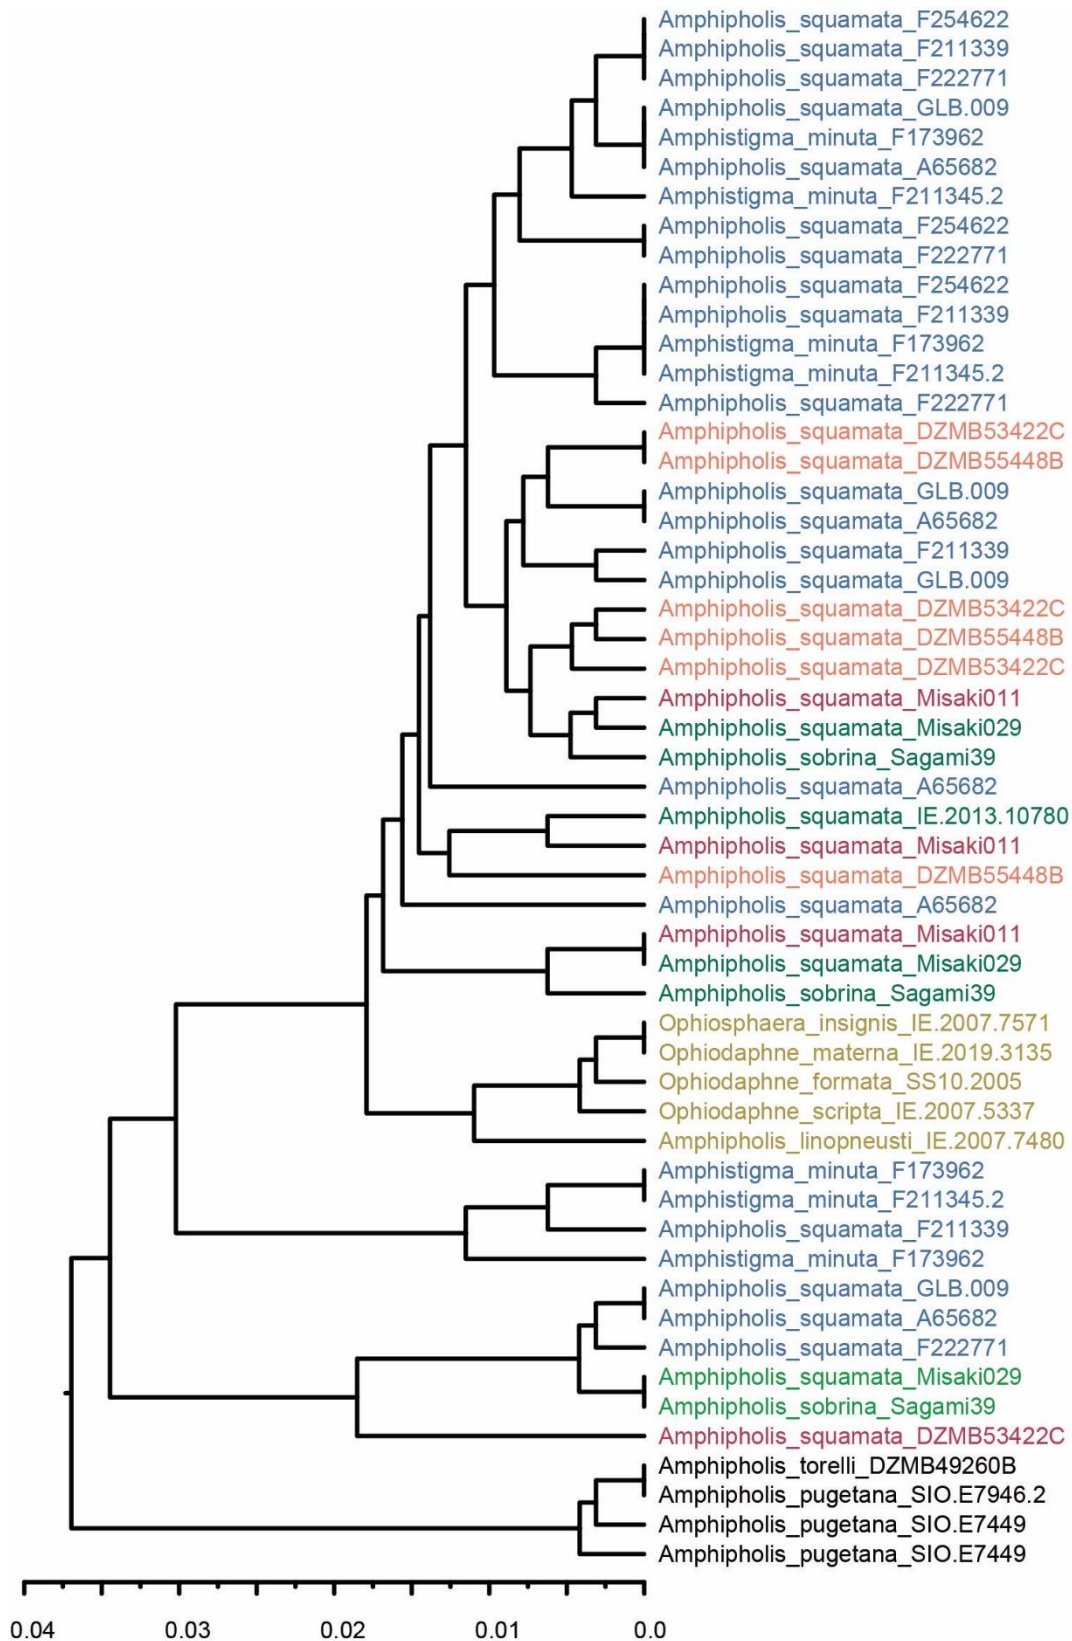 Amphipholis_squamata_F254622
Amphipholis_squamata_F211339
Amphipholis_squamata_F222771
Amphipholis_squamata_GLB.009
Amphistigma_minuta_F173962
Amphipholis_squamata_A65682
Amphistigma_minuta_F211345.2
Amphipholis_squamata_F254622
Amphipholis_squamata_F222771
Amphipholis_squamata_F254622
Amphipholis_squamata_F211339
Amphistigma_minuta_F173962
Amphistigma_minuta_F211345.2
Amphipholis_squamata_F222771
Amphipholis_squamata_DZMB53422C
Amphipholis_squamata_DZMB55448B
Amphipholis_squamata_GLB.009
Amphipholis_squamata_A65682
Amphipholis_squamata_F211339
Amphipholis_squamata_GLB.009
Amphipholis_squamata_DZMB53422C
Amphipholis_squamata_DZMB55448B
Amphipholis_squamata_DZMB53422C
Amphipholis_squamata_Misaki011
Amphipholis_squamata_Misaki029
Amphipholis_sobrina_Sagami39
Amphipholis_squamata_A65682
Amphipholis_squamata_IE.2013.10780
Amphipholis_squamata_Misaki011
Amphipholis_squamata_DZMB55448B
Amphipholis_squamata_A65682
Amphipholis_squamata_Misaki011
Amphipholis_squamata_Misaki029
Amphipholis_sobrina_Sagami39
Ophiosphaera_insignis_IE.2007.7571
Ophiodaphne_materna_IE.2019.3135
Ophiodaphne_formata_SS10.2005
Ophiodaphne_scripta_IE.2007.5337
Amphipholis_linopneusti_IE.2007.7480
Amphistigma_minuta_F173962
Amphistigma_minuta_F211345.2
Amphipholis_squamata_F211339
Amphistigma_minuta_F173962
Amphipholis_squamata_GLB.009
Amphipholis_squamata_A65682
Amphipholis_squamata_F222771
Amphipholis_squamata_Misaki029
Amphipholis_sobrina_Sagami39
Amphipholis_squamata_DZMB53422C
Amphipholis_torelli_DZMB49260B
Amphipholis_pugetana_SIO.E7946.2
Amphipholis_pugetana_SIO.E7449
Amphipholis_pugetana_SIO.E7449
0.04 0.03 0.02 0.01 0.0